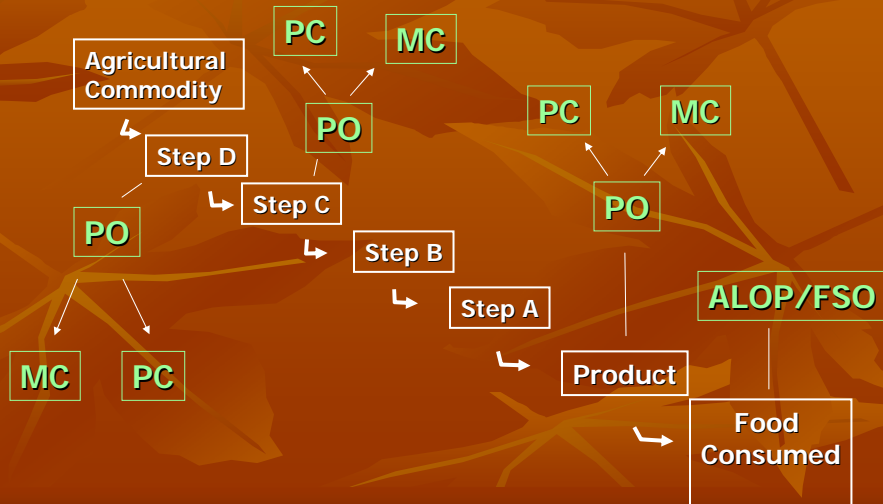 PC
MC
Agricultural
Commodity
PC
MC
PO
Step D
Step C
PO
PO
Step B
ALOP/FSO
Step A
MC
PC
Product
Food
Consumed